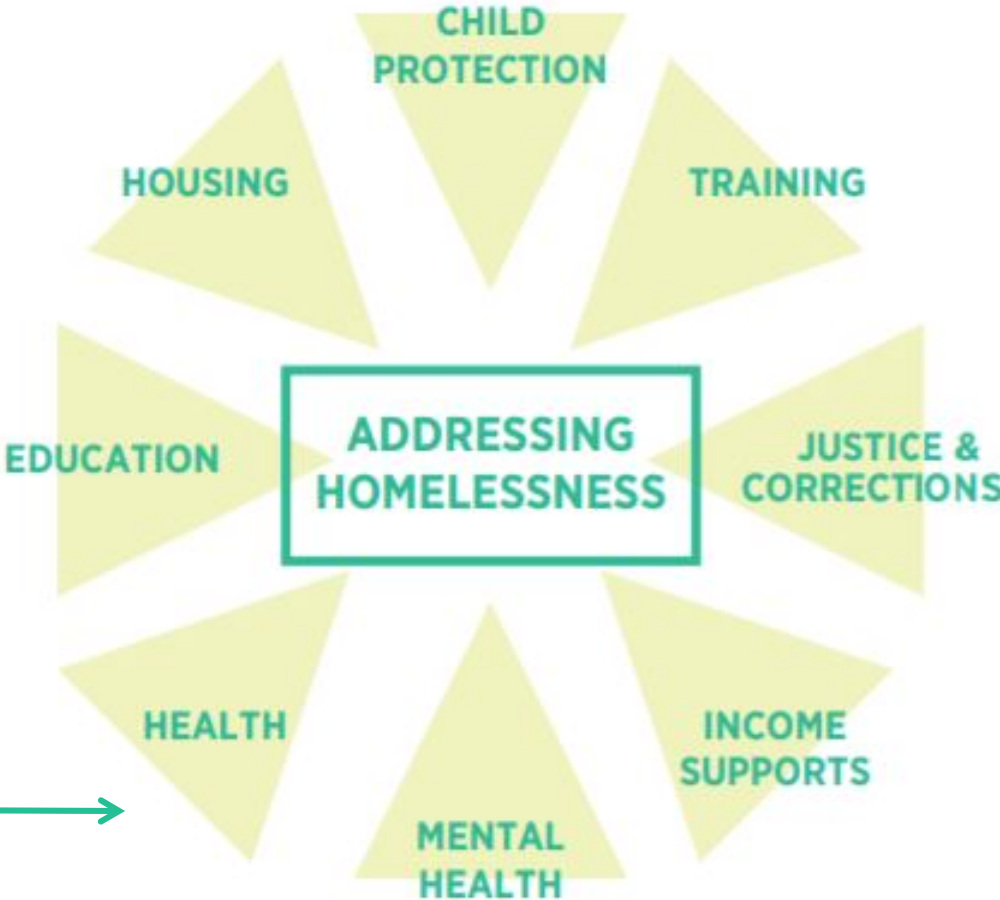 CHILD
PROTECTION
HOUSING
TRAINING
EDUCATION
ADDRESSING
HOMELESSNESS
JUSTICE &
CORRECTIONS
HEALTH
INCOME
SUPPORTS
MENTAL
HEALTH